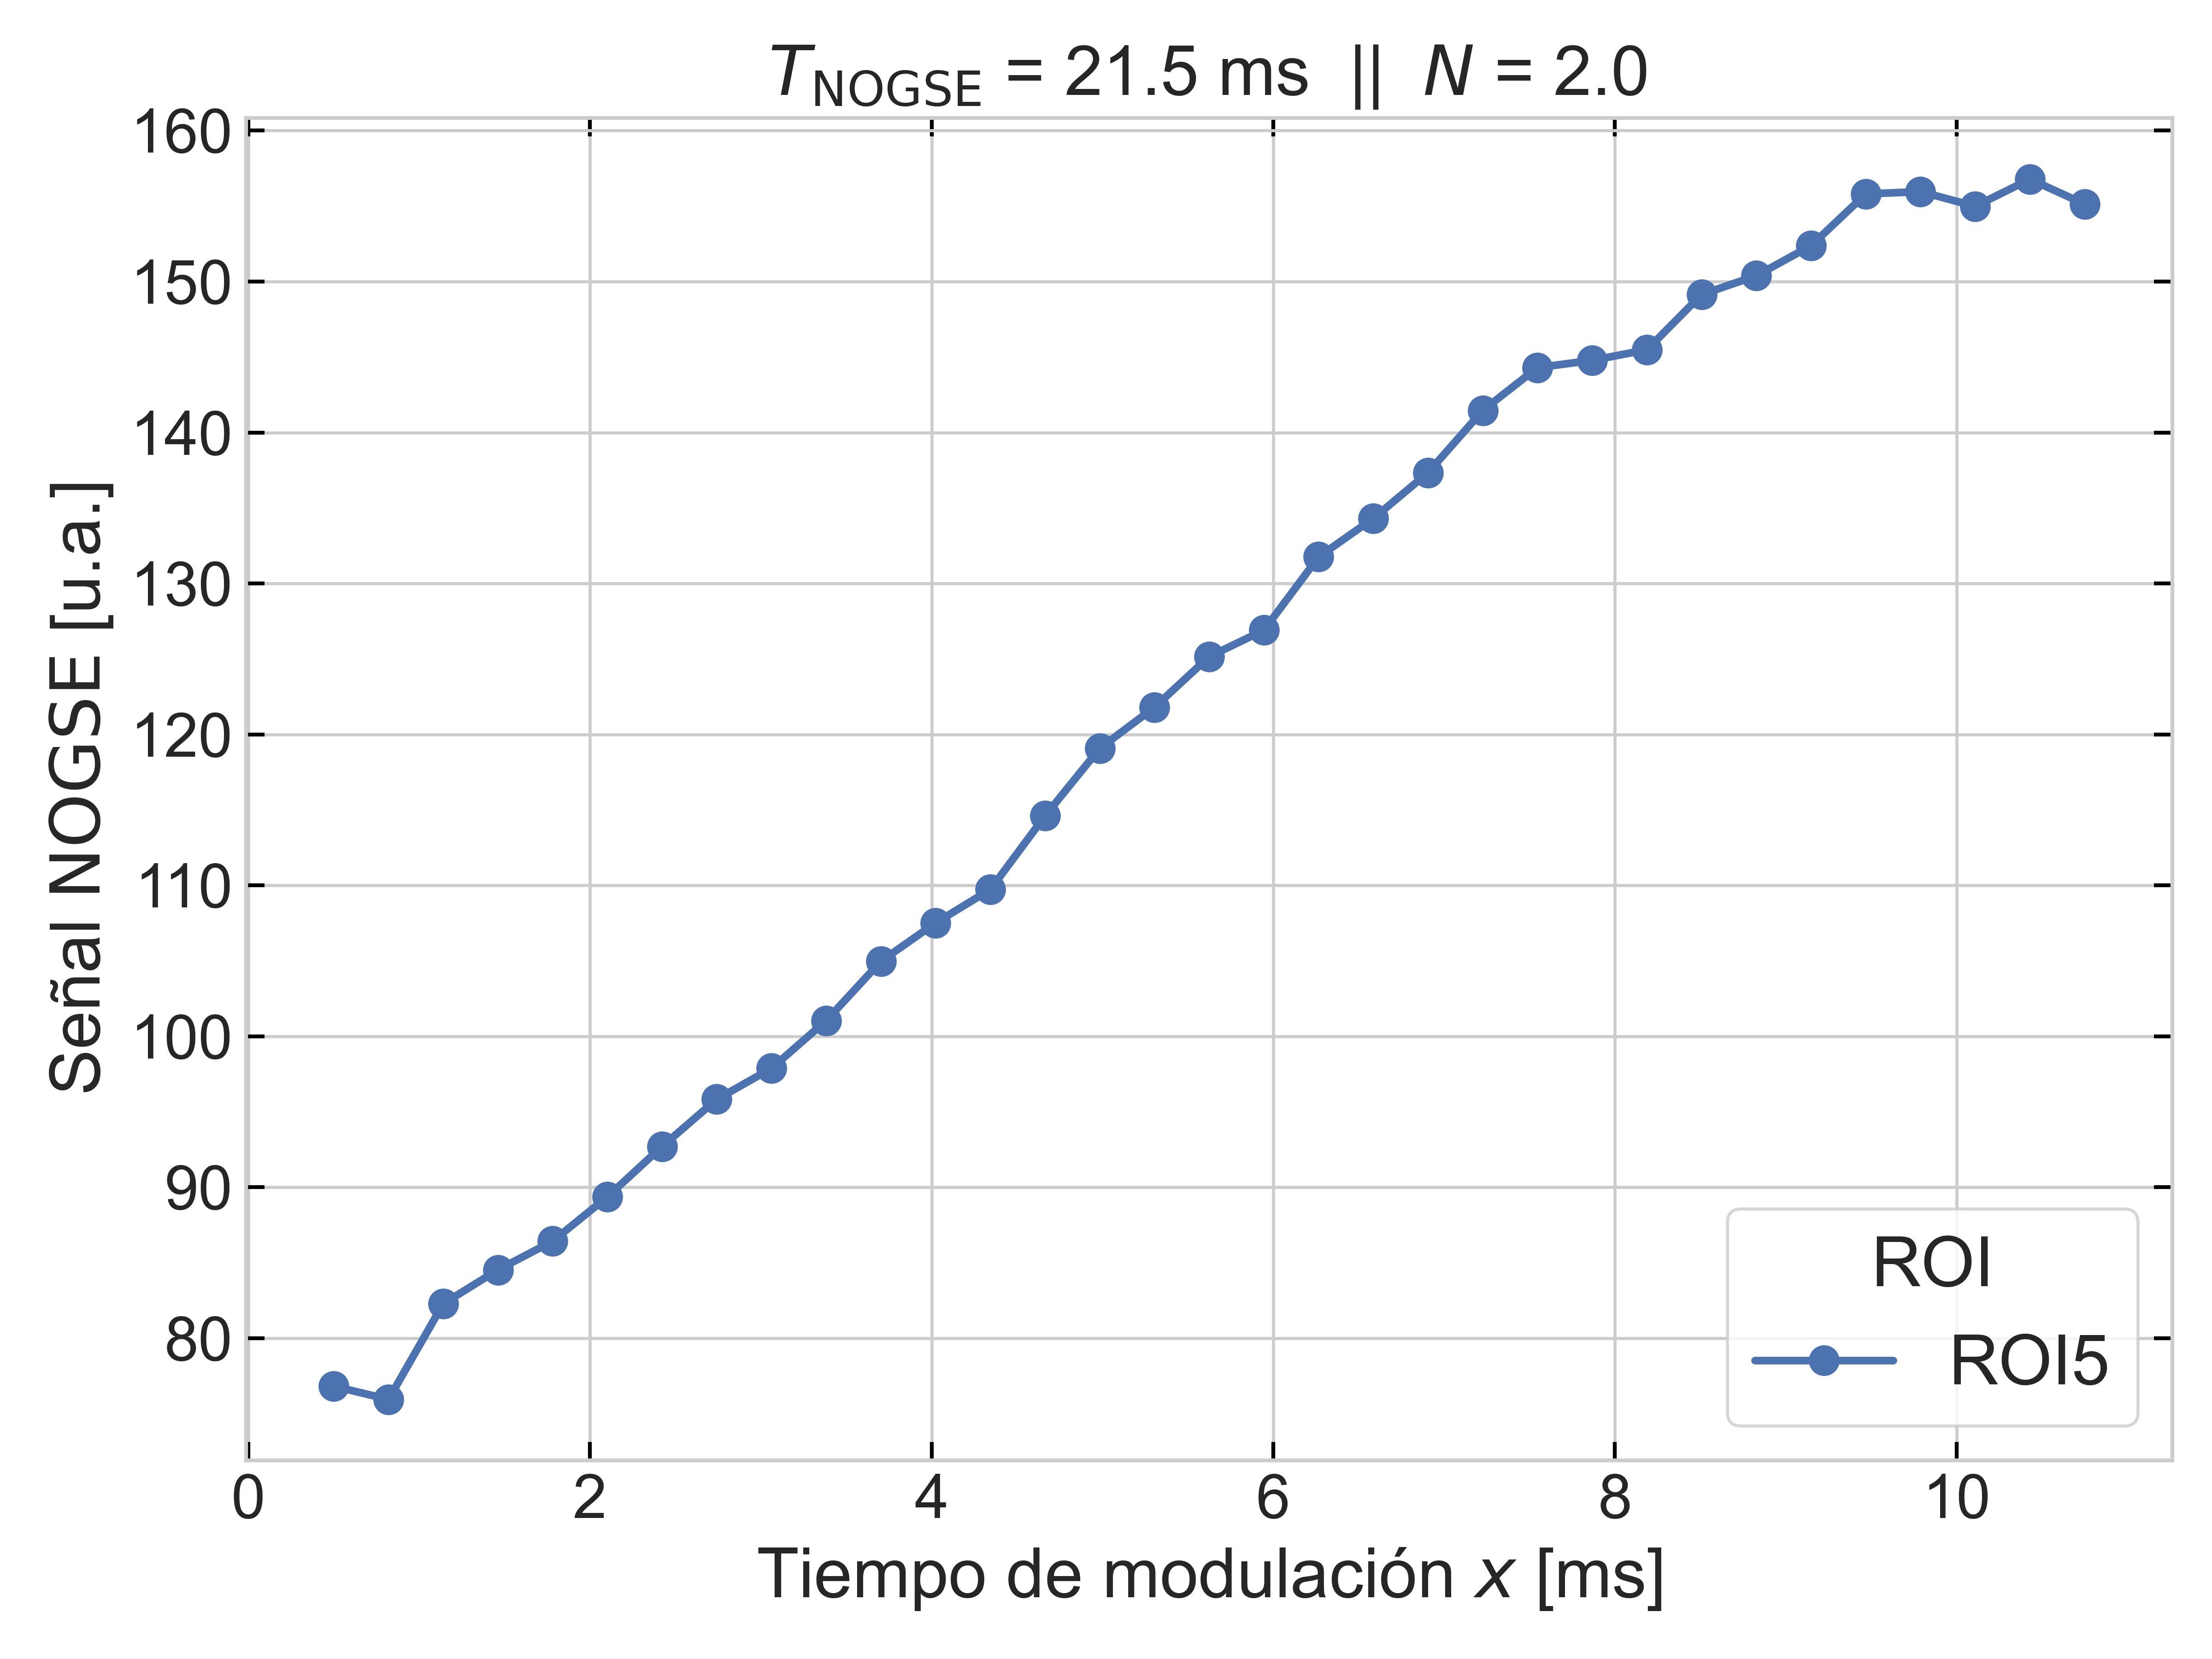 T_NOGSE = 21.5 ms || N = 2.0
160
150
140
130
120
110
100
90
80
Señal NOGSE [u.a.]
ROI
ROI5
0 2 4 6 8 10
Tiempo de modulación x [ms]